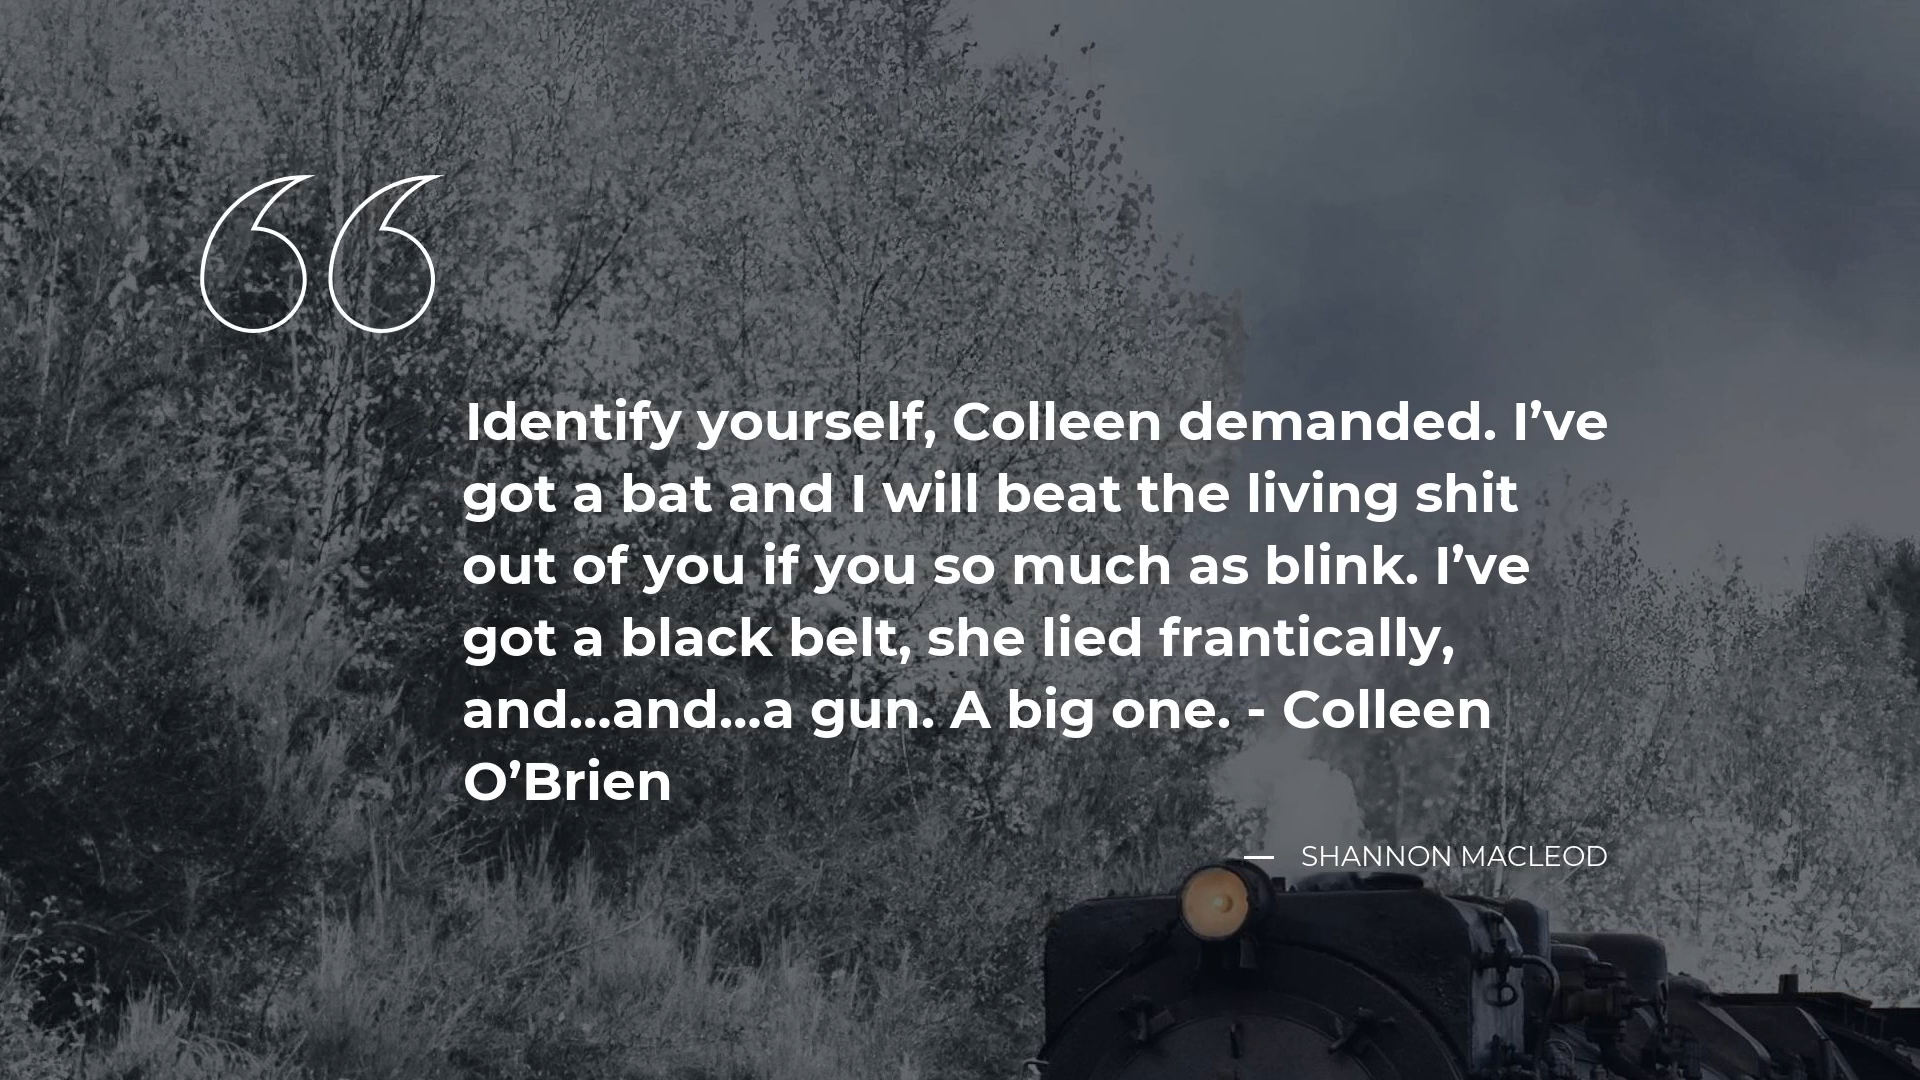 “
Identify yourself, Colleen demanded. I’ve
got a bat and I will beat the living shit
out of you if you so much as blink. I’ve
got a black belt, she lied frantically,
and...and...a gun. A big one. - Colleen
O’Brien
— SHANNON MACLEOD